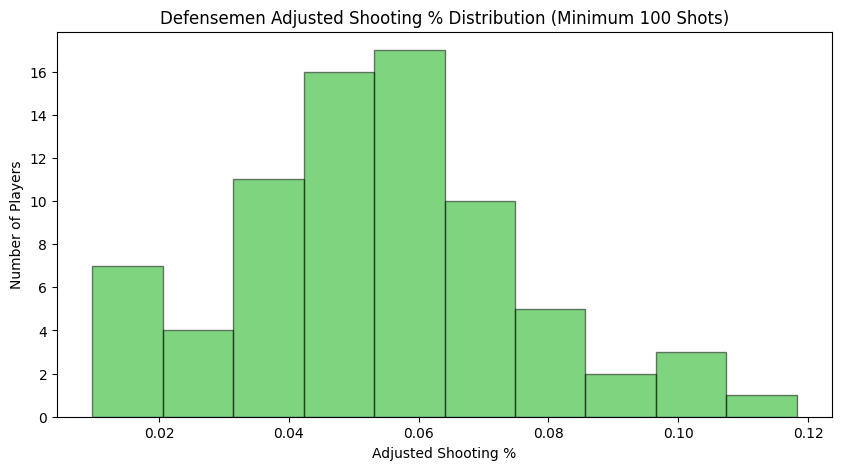 Defensemen Adjusted Shooting % Distribution (Minimum 100 Shots)
16
14
12
10
8
6
4
2
0
Number of Players
0.02 0.04 0.06 0.08 0.10 0.12
Adjusted Shooting %